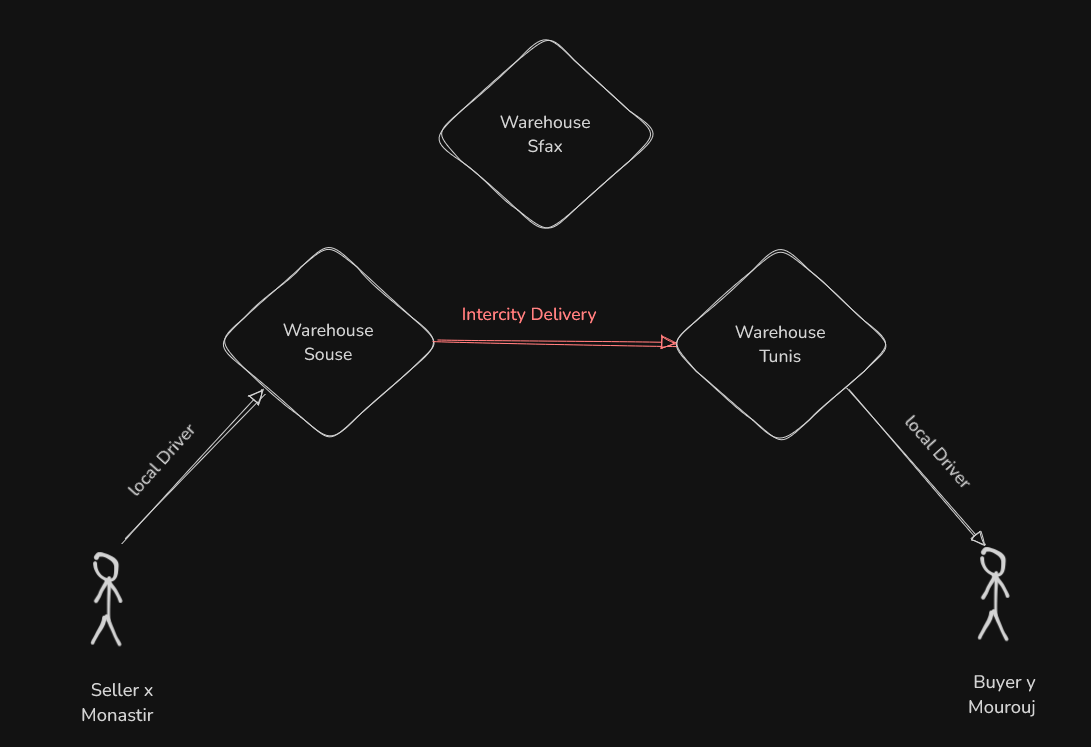 Warehouse
Sfax
Intercity Delivery
Warehouse
Souse
Warehouse
Tunis
local Driver
local Driver
Seller x
Monastir
Buyer y
Mourouj